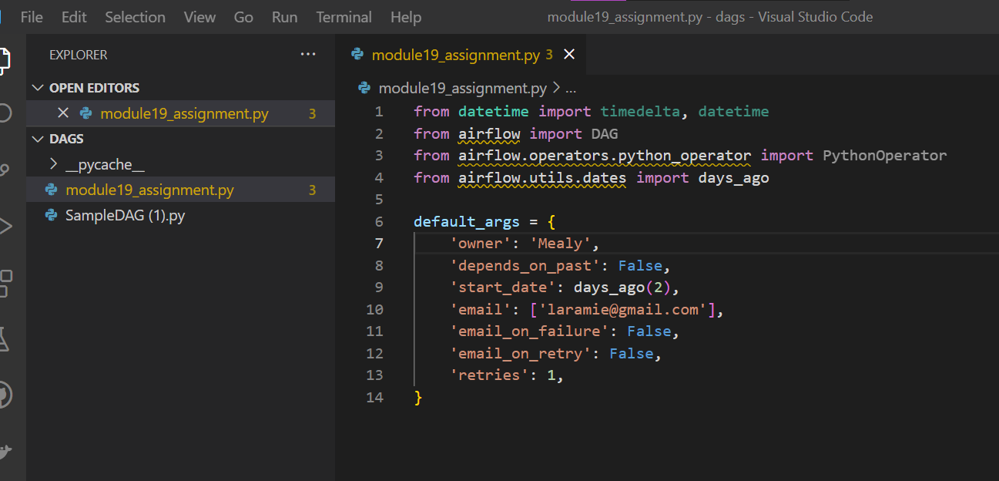 File Edit Selection View Go Run Terminal Help module19_assignment.py - dags - Visual Studio Code
EXPLORER ...
OPEN EDITORS
module19_assignment.py 3
DAGS
__pycache__
module19_assignment.py 3
SampleDAG (1).py
module19_assignment.py 3
module19_assignment.py > ...
1 from datetime import timedelta, datetime
2 from airflow import DAG
3 from airflow.operators.python_operator import PythonOperator
4 from airflow.utils.dates import days_ago
5
6 default_args = {
7     'owner': 'Mealy',
8     'depends_on_past': False,
9     'start_date': days_ago(2),
10     'email': ['laramie@gmail.com'],
11     'email_on_failure': False,
12     'email_on_retry': False,
13     'retries': 1,
14 }